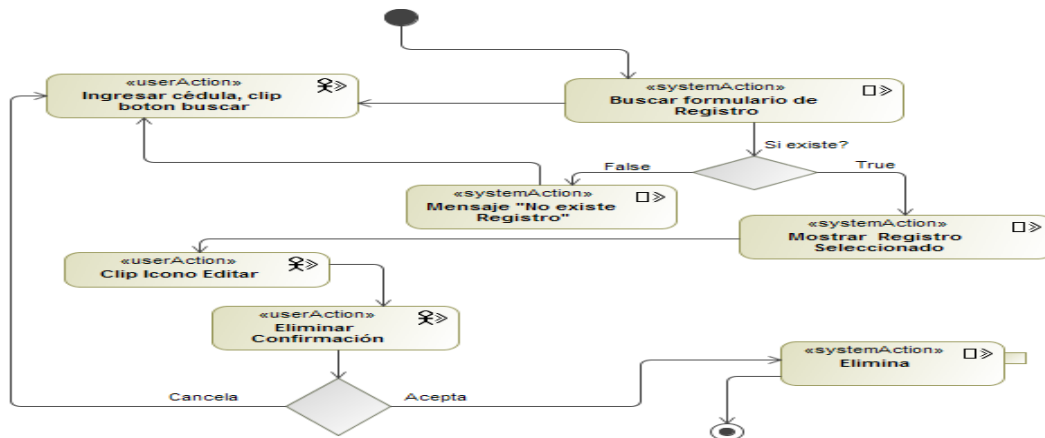 «userAction»
Ingresar cédula, clip
boton buscar
«systemAction»
Buscar formulario de
Registro
Si existe?
False
True
«systemAction»
Mensaje "No existe
Registro"
«systemAction»
Mostrar Registro
Seleccionado
«userAction»
Clip Icono Editar
«userAction»
Eliminar
Confirmación
«systemAction»
Elimina
Cancela
Acepta